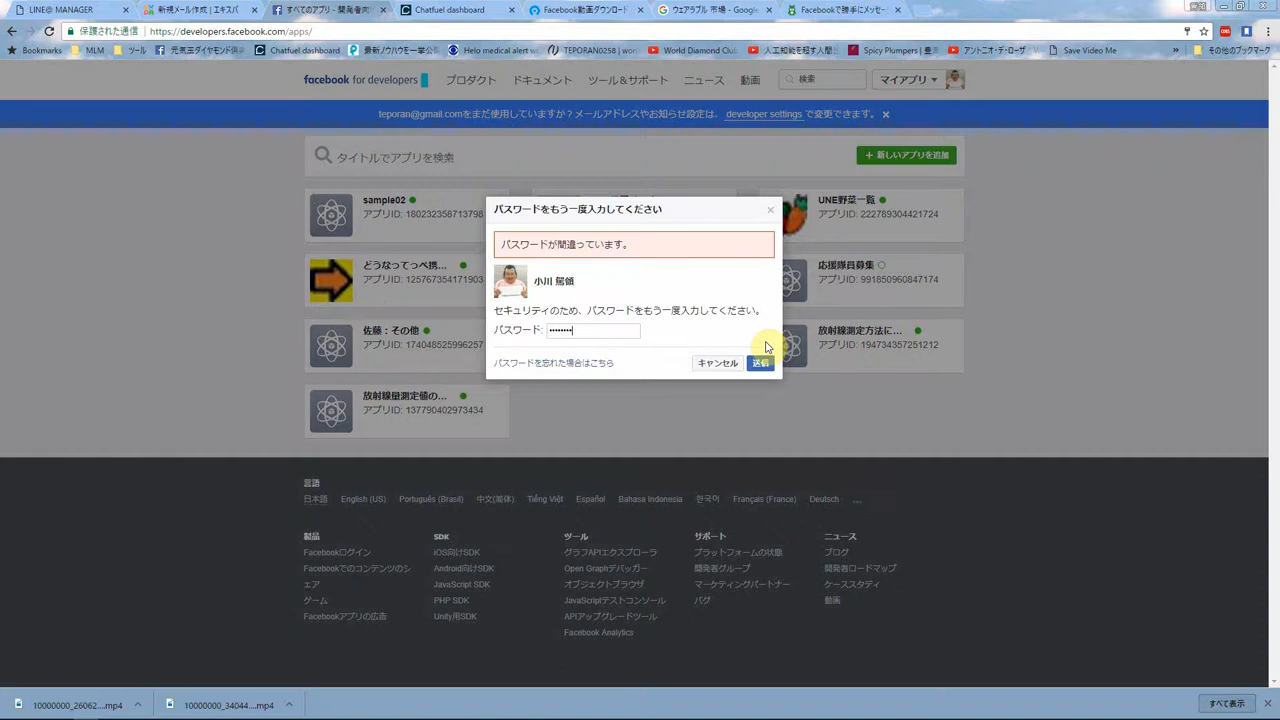 LINE@ MANAGER
新規メール作成 | エキスパ
すべてのアプリ - 開発者向
Chatfuel dashboard
Facebook動画ダウンロード
ウェアラブル 市場 - Google
Facebookで勝手にメッセー
保護された通信 https://developers.facebook.com/apps/
Bookmarks
MLM
ツール
元気玉ダイヤモンド倶
Chatfuel dashboard
最新ノウハウを一挙公
Helo medical alert w
TEPORAN0258 | wor
World Diamond Clu
人工知能を超す人間
Spicy Plumpers | 豊
アントニオ・デ・ローザ
Save Video Me
その他のブックマーク
facebook for developers
プロダクト
ドキュメント
ツール&サポート
ニュース
動画
検索
マイアプリ
teporan@gmail.comをまだ使用していますか?メールアドレスやお知らせ設定は、 developer settings で変更できます。
タイトルでアプリを検索
+ 新しいアプリを追加
sample02
アプリID: 180232358713798
UNE野菜一覧
アプリID: 222789304421724
どうなってっぺ携...
アプリID: 125767354171903
応援隊員募集
アプリID: 991850960847174
佐藤:その他
アプリID: 174048525996257
放射線測定方法に...
アプリID: 194734357251212
放射線量測定値の...
アプリID: 137790402973434
パスワードをもう一度入力してください
パスワードが間違っています。
セキュリティのため、パスワードをもう一度入力してください。
パスワード: ••••••••
パスワードを忘れた場合はこちら
キャンセル
送信
言語
日本語 English (US) Português (Brasil) 中文(简体) Tiếng Việt Español Bahasa Indonesia 한국어 Français (France) Deutsch ...
製品
Facebookログイン
Facebookでのコンテンツのシ
ェア
ゲーム
Facebookアプリの広告
SDK
iOS向けSDK
Android向けSDK
JavaScript SDK
PHP SDK
Unity用SDK
ツール
グラフAPIエクスプローラ
Open Graphデバッガー
オブジェクトブラウザ
JavaScriptテストコンソール
APIアップグレードツール
Facebook Analytics
サポート
プラットフォームの状態
開発者グループ
マーケティングパートナー
バグ
ニュース
ブログ
開発者ロードマップ
ケーススタディ
動画
10000000_26062....mp4
10000000_34044....mp4
すべて表示